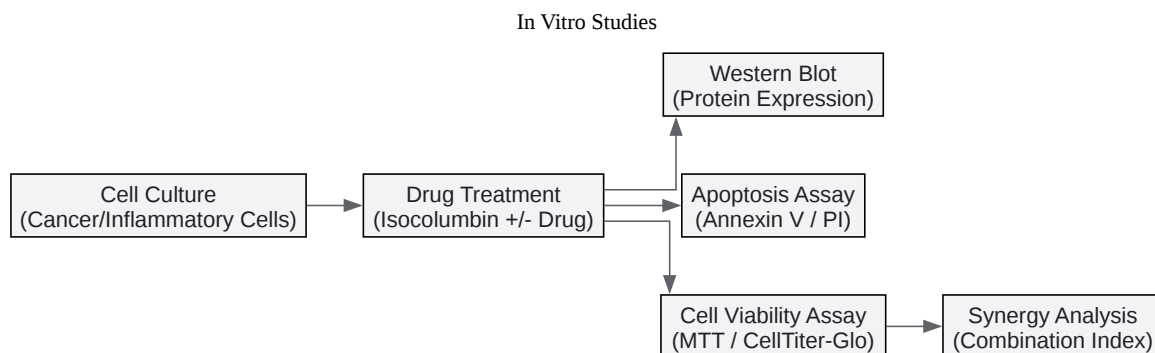 In Vitro Studies
Western Blot
(Protein Expression)
Cell Culture
(Cancer/Inflammatory Cells)
Drug Treatment
(Isocolumbin +/- Drug)
Apoptosis Assay
(Annexin V / PI)
Cell Viability Assay
(MTT / CellTiter-Glo)
Synergy Analysis
(Combination Index)